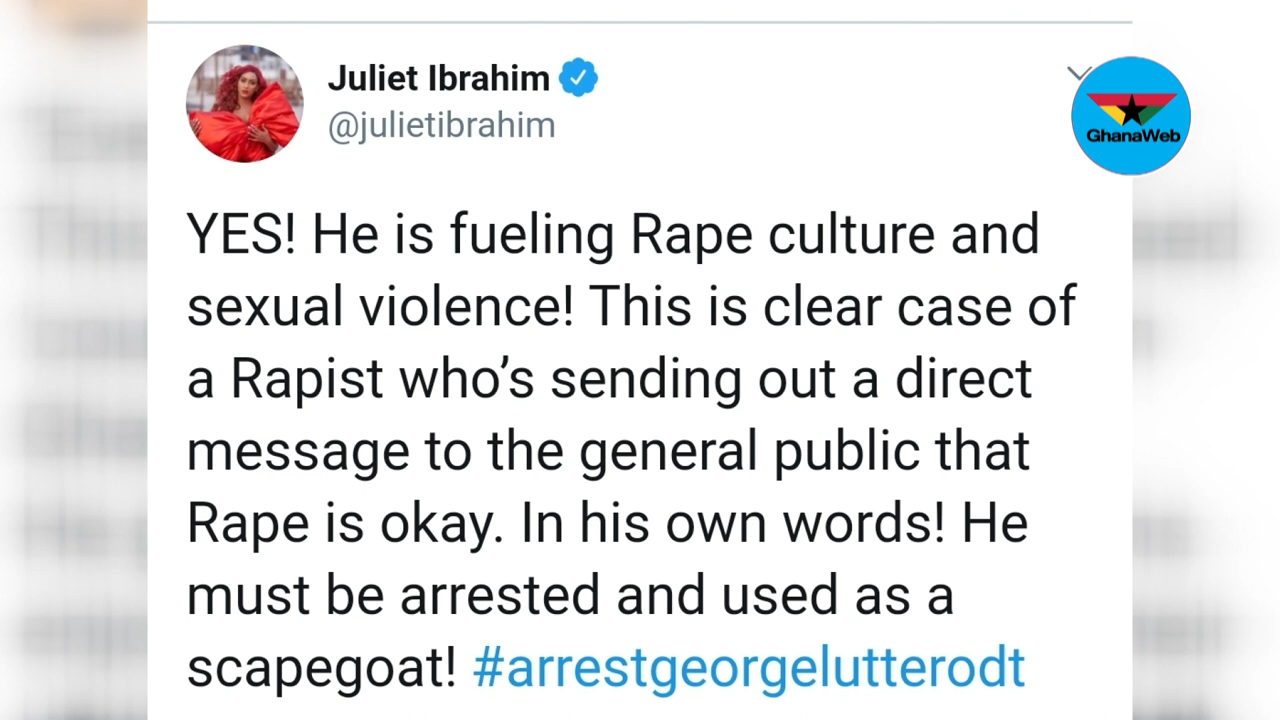 Juliet Ibrahim
@julietibrahim
GhanaWeb
YES! He is fueling Rape culture and
sexual violence! This is clear case of
a Rapist who’s sending out a direct
message to the general public that
Rape is okay. In his own words! He
must be arrested and used as a
scapegoat! #arrestgeorgelutterodt